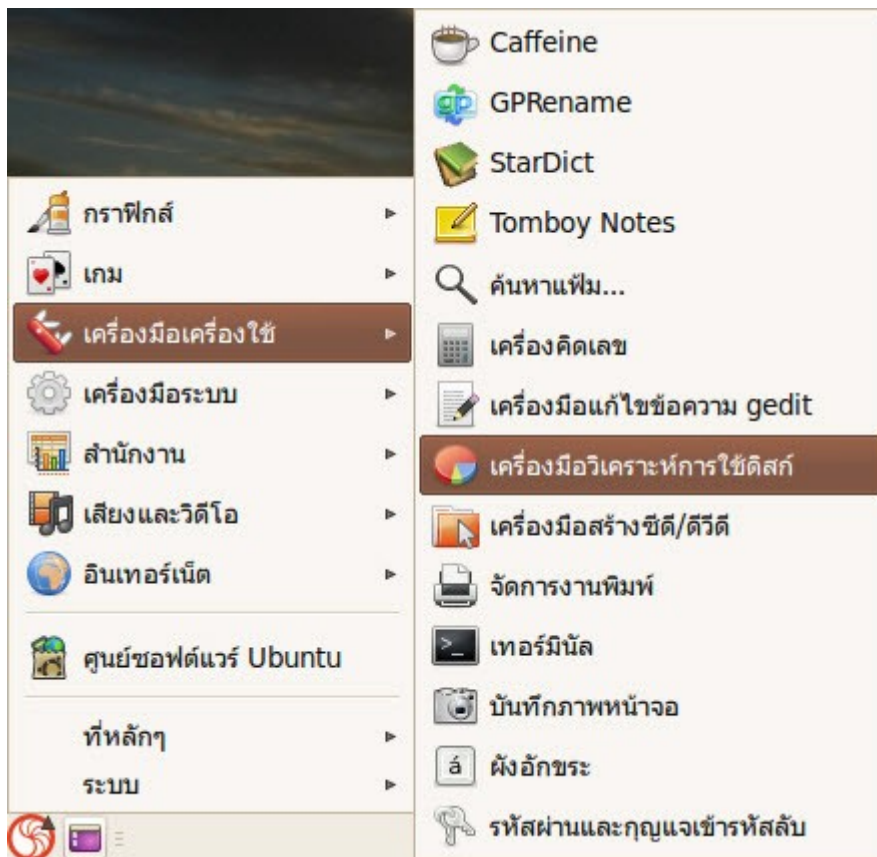 กราฟิกส์
เกม
เครื่องมือเครื่องใช้
เครื่องมือระบบ
สำนักงาน
เสียงและวิดีโอ
อินเทอร์เน็ต
ศูนย์ซอฟต์แวร์ Ubuntu
ที่หลักๆ
ระบบ
Caffeine
GPRename
StarDict
Tomboy Notes
ค้นหาแฟ้ม...
เครื่องคิดเลข
เครื่องมือแก้ไขข้อความ gedit
เครื่องมือวิเคราะห์การใช้ดิสก์
เครื่องมือสร้างซีดี/ดีวีดี
จัดการงานพิมพ์
เทอร์มินัล
บันทึกภาพหน้าจอ
ผังอักขระ
รหัสผ่านและกุญแจเข้ารหัสลับ